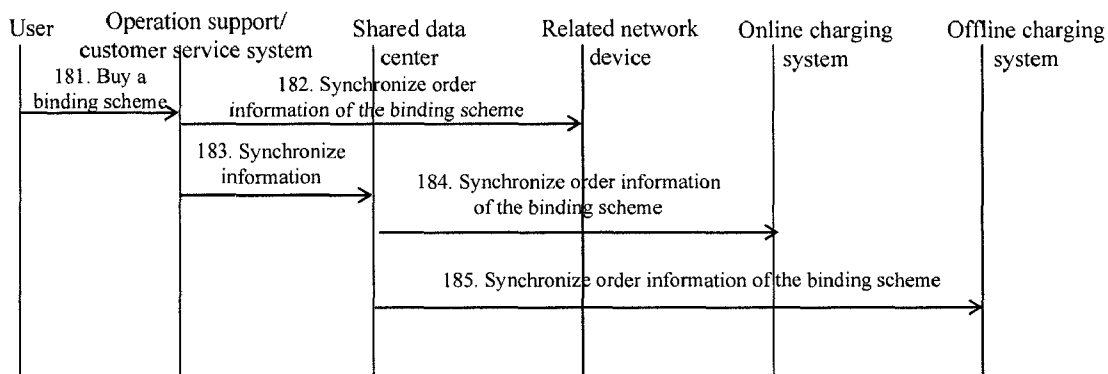 User
Operation support/
customer service system
Shared data
center
Related network
device
Online charging
system
Offline charging
system
181. Buy a
binding scheme
182. Synchronize order
information of the binding scheme
183. Synchronize
information
184. Synchronize order information
of the binding scheme
185. Synchronize order information of the binding scheme